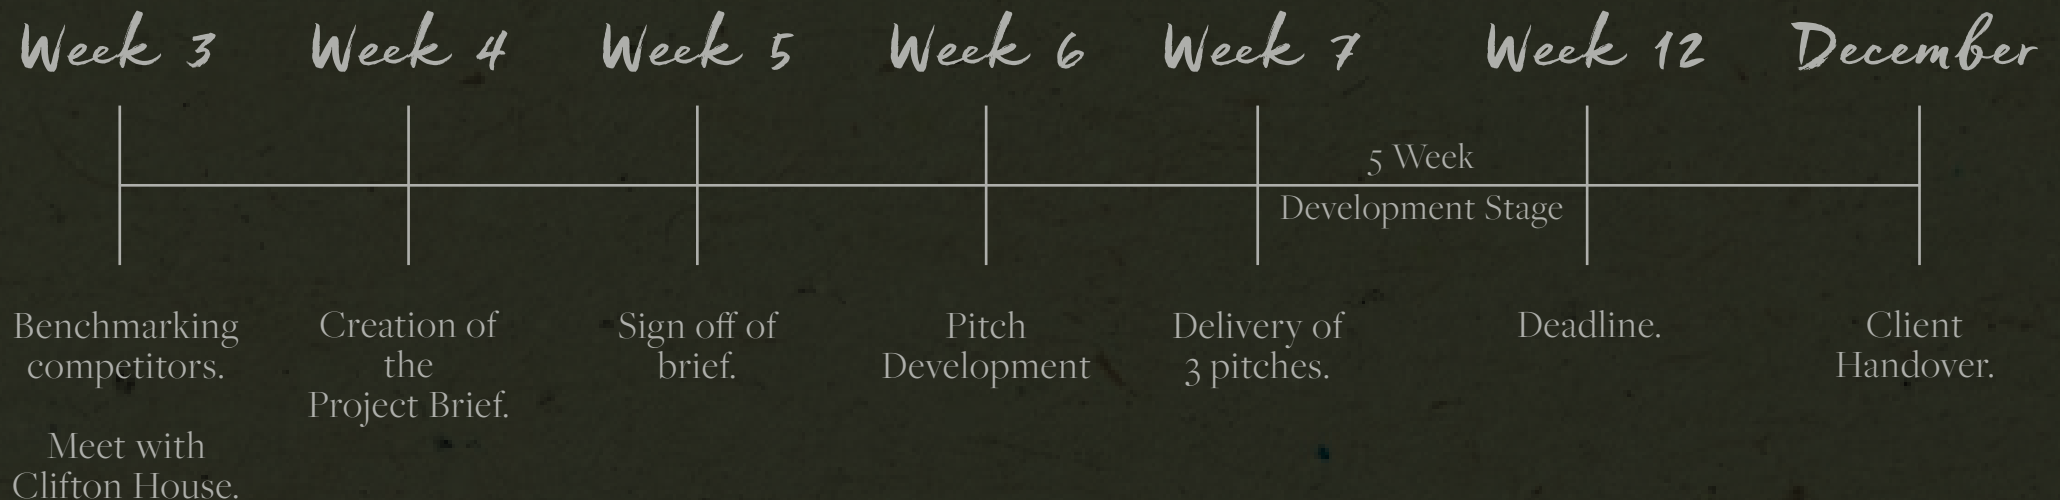 Week 3
Week 4
Week 5
Week 6
Week 7
Week 12
December
5 Week
Development Stage
Benchmarking
competitors.
Meet with
Clifton House.
Creation of
the
Project Brief.
Sign off of
brief.
Pitch
Development
Delivery of
3 pitches.
Deadline.
Client
Handover.